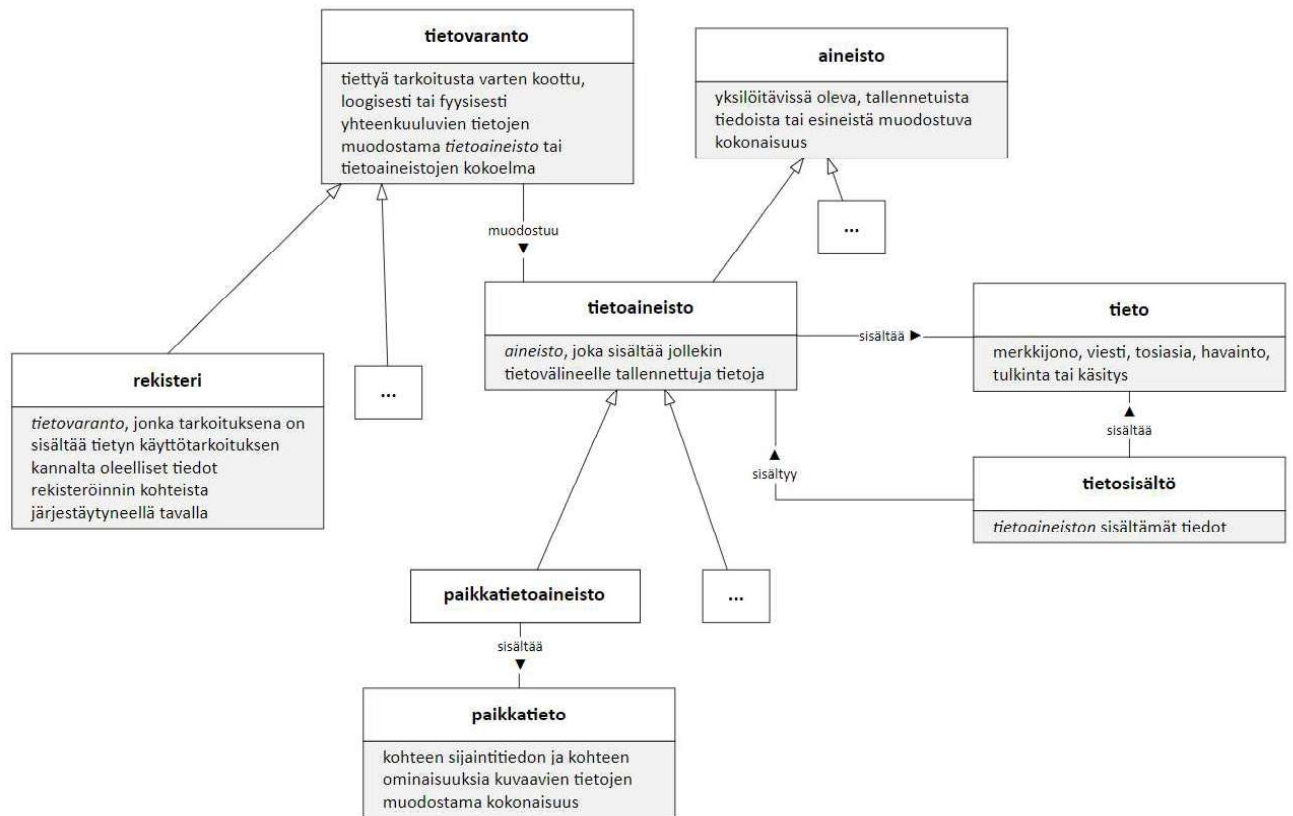 tietovaranto
tiettyä tarkoitusta varten koottu,
loogisesti tai fyysisesti
yhteenkuuluvien tietojen
muodostama tietoaineisto tai
tietoaineistojen kokoelma
aineisto
yksilöitävissä oleva, tallennetuista
tiedoista tai esineistä muodostuva
kokonaisuus
muodostuu
▼
...
tietoaineisto
aineisto, joka sisältää jollekin
tietovälineelle tallennettuja tietoja
sisältää ►
tieto
merkkijono, viesti, tosiasia, havainto,
tulkinta tai käsitys
rekisteri
tietovaranto, jonka tarkoituksena on
sisältää tietyn käyttötarkoituksen
kannalta oleelliset tiedot
rekisteröinnin kohteista
järjestäytyneellä tavalla
...
▲
sisältyy
▲
sisältää
tietosisältö
tietoaineiston sisältämät tiedot
paikkatietoaineisto
...
sisältää
▼
paikkatieto
kohteen sijaintitiedon ja kohteen
ominaisuuksia kuvaavien tietojen
muodostama kokonaisuus